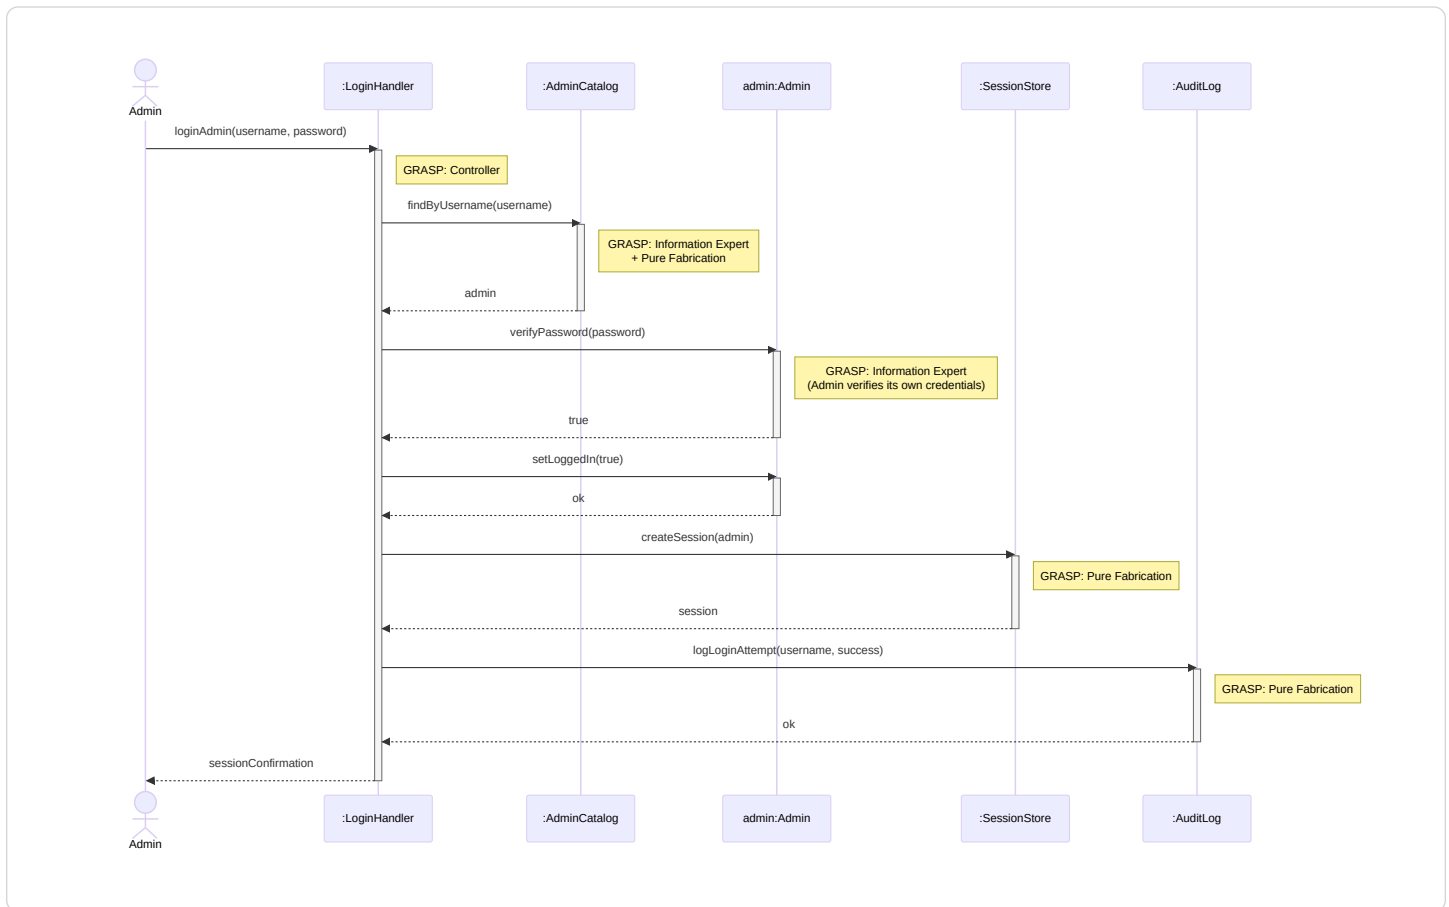 :LoginHandler
:AdminCatalog
admin:Admin
:SessionStore
:AuditLog
Admin
loginAdmin(username, password)
GRASP: Controller
findByUsername(username)
GRASP: Information Expert
+ Pure Fabrication
admin
verifyPassword(password)
GRASP: Information Expert
(Admin verifies its own credentials)
true
setLoggedIn(true)
ok
createSession(admin)
GRASP: Pure Fabrication
session
logLoginAttempt(username, success)
GRASP: Pure Fabrication
ok
sessionConfirmation
:LoginHandler
:AdminCatalog
admin:Admin
:SessionStore
:AuditLog
Admin